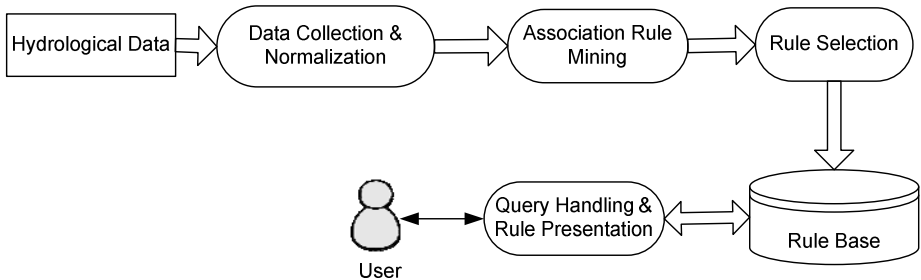 Hydrological Data
Data Collection &
Normalization
Association Rule
Mining
Rule Selection
Query Handling &
Rule Presentation
Rule Base
User